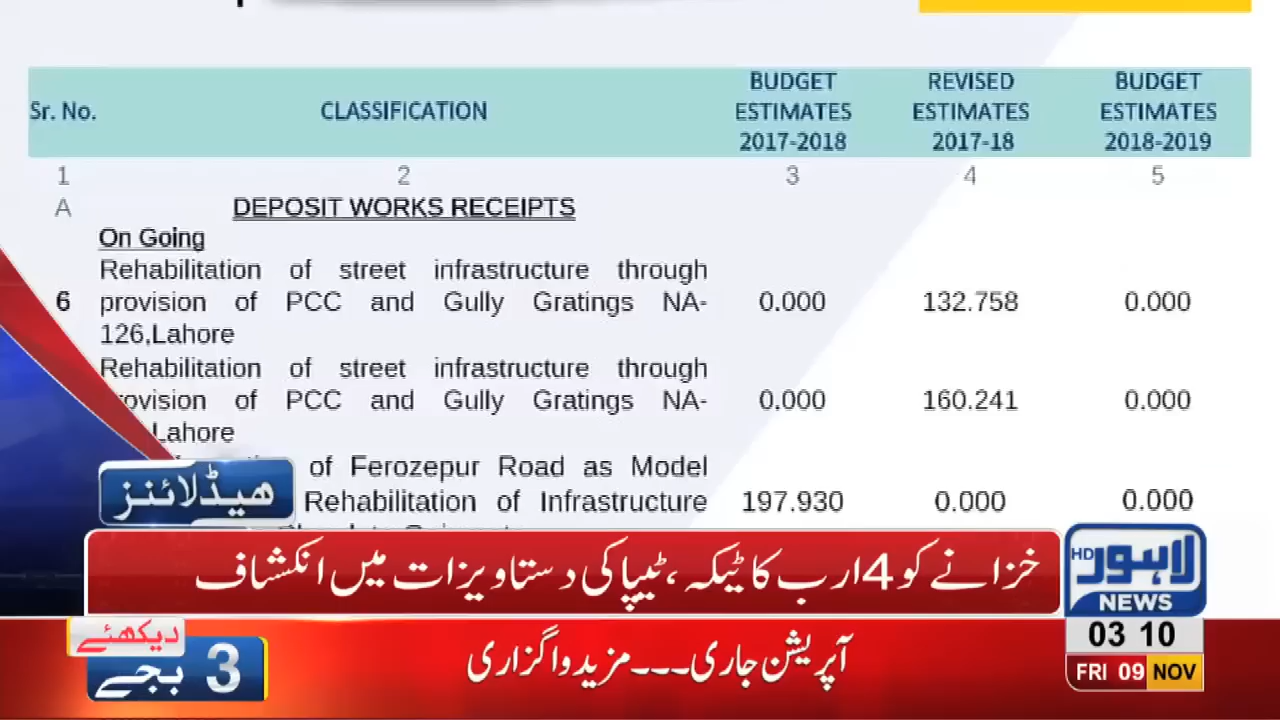 BUDGET ESTIMATES 2017-2018
REVISED ESTIMATES 2017-18
BUDGET ESTIMATES 2018-2019
Sr. No. CLASSIFICATION
1 2 3 4 5
A DEPOSIT WORKS RECEIPTS
On Going
Rehabilitation of street infrastructure through
6 provision of PCC and Gully Gratings NA- 0.000 132.758 0.000
126,Lahore
Rehabilitation of street infrastructure through
provision of PCC and Gully Gratings NA- 0.000 160.241 0.000
Lahore
of Ferozepur Road as Model
Rehabilitation of Infrastructure 197.930 0.000 0.000
ہیڈلائنز
خزانے کو 4 ارب کا ٹیکہ، ٹیپا کی دستاویزات میں انکشاف
HD لاہور
NEWS
03 10
FRI 09 NOV
دیکھئے
3 بجے
آپریشن جاری۔۔۔مزید واگزاری